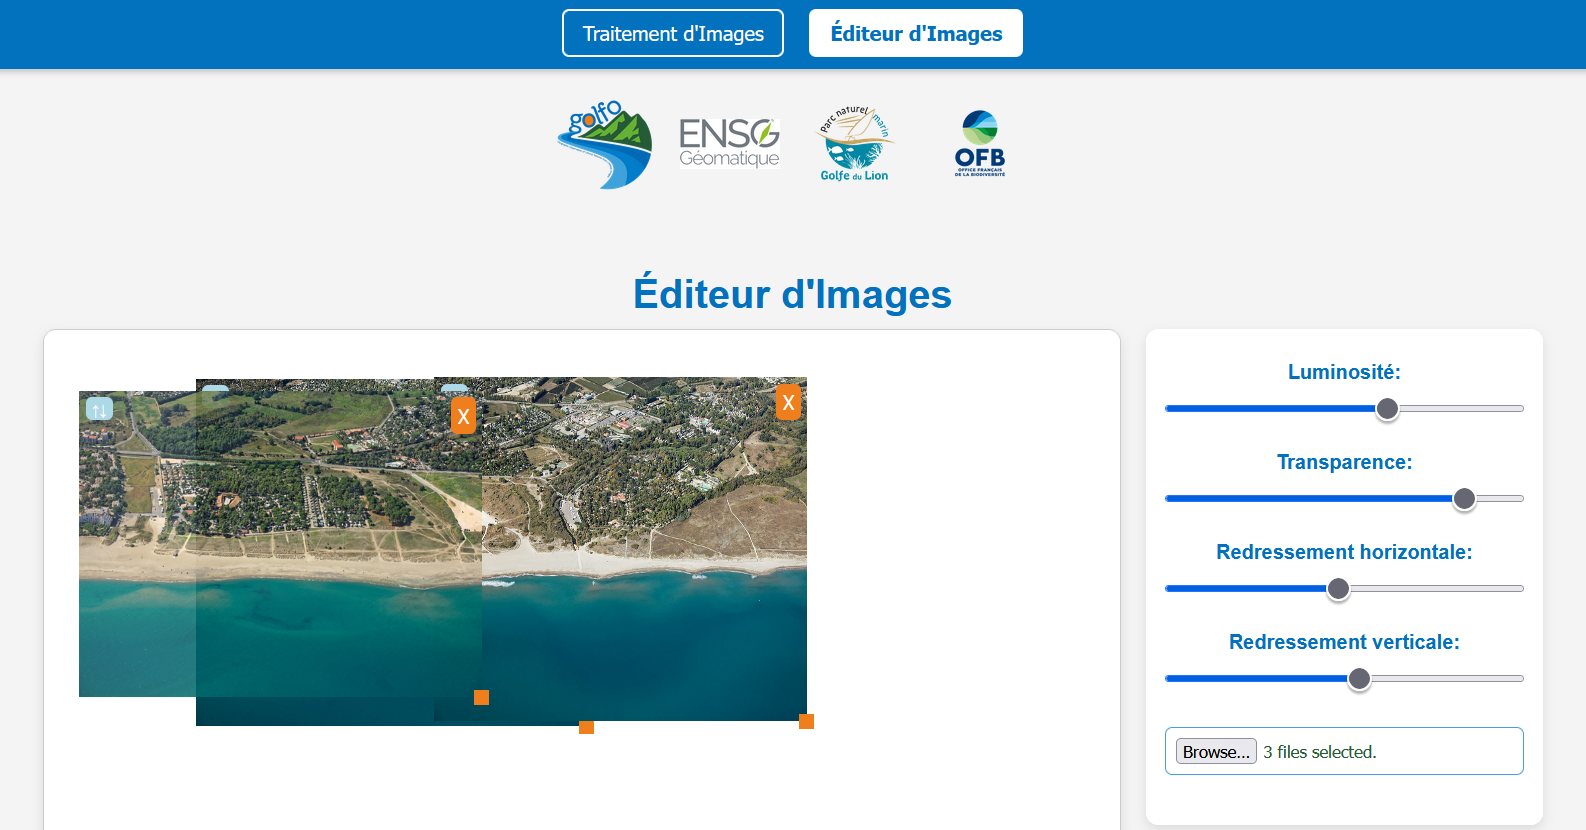 Traitement d'Images
Éditeur d'Images
golfo
ENSG
Géomatique
Parc naturel marin
Golfe du Lion
OFB
OFFICE FRANÇAIS
DE LA BIODIVERSITÉ
Éditeur d'Images
X
X
Luminosité:
Transparence:
Redressement horizontale:
Redressement verticale:
Browse... 3 files selected.